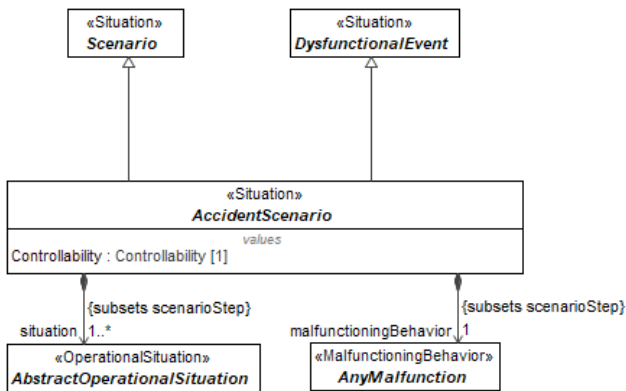 «Situation»
Scenario
«Situation»
DysfunctionalEvent
«Situation»
AccidentScenario
values
Controllability : Controllability [1]
{subsets scenarioStep}
situation 1..*
{subsets scenarioStep}
malfunctioningBehavior 1
«OperationalSituation»
AbstractOperationalSituation
«MalfunctioningBehavior»
AnyMalfunction